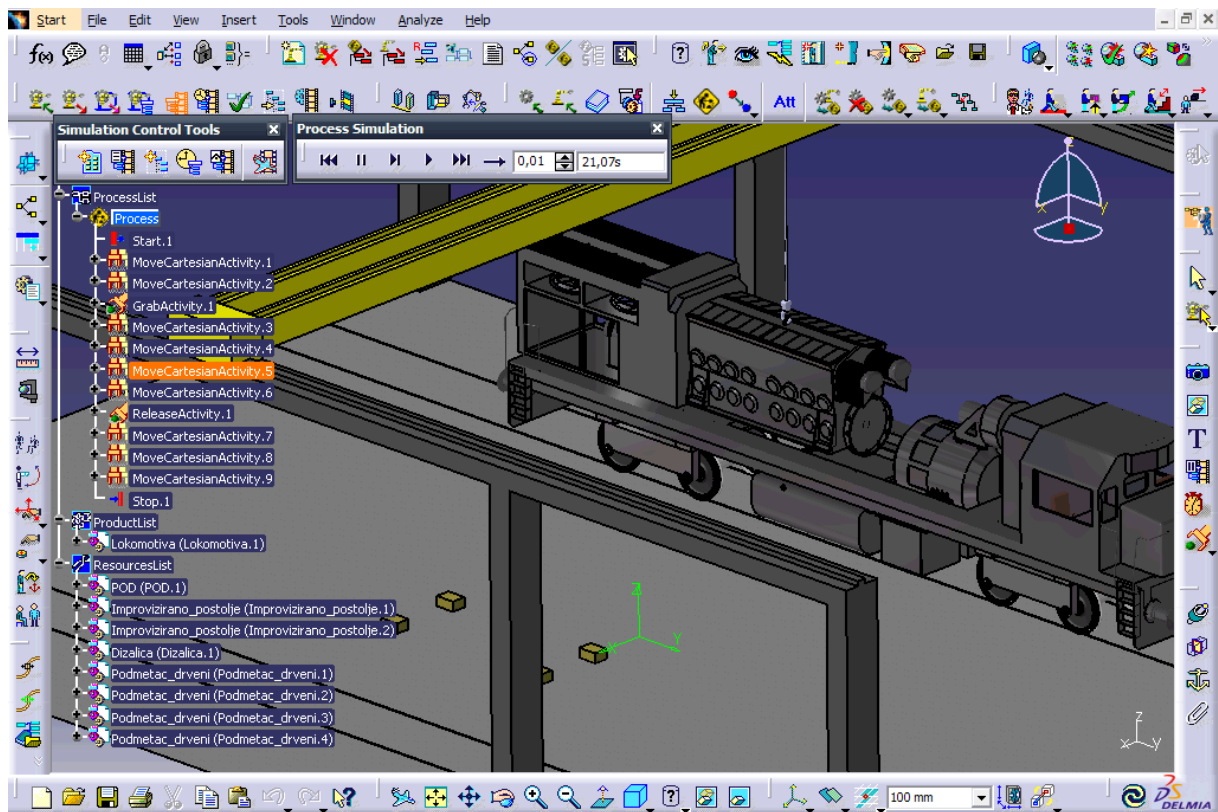 Start File Edit View Insert Tools Window Analyze Help
f(x)
Att
Simulation Control Tools
Process Simulation
0,01 21,07s
ProcessList
Process
Start.1
MoveCartesianActivity.1
MoveCartesianActivity.2
GrabActivity.1
MoveCartesianActivity.3
MoveCartesianActivity.4
MoveCartesianActivity.5
MoveCartesianActivity.6
ReleaseActivity.1
MoveCartesianActivity.7
MoveCartesianActivity.8
MoveCartesianActivity.9
Stop.1
ProductList
Lokomotiva (Lokomotiva.1)
ResourcesList
POD (POD.1)
Improvizirano_postolje (Improvizirano_postolje.1)
Improvizirano_postolje (Improvizirano_postolje.2)
Dizalica (Dizalica.1)
Podmetac_drveni (Podmetac_drveni.1)
Podmetac_drveni (Podmetac_drveni.2)
Podmetac_drveni (Podmetac_drveni.3)
Podmetac_drveni (Podmetac_drveni.4)
x y
z
y
z
x y
T
100 mm
DELMIA